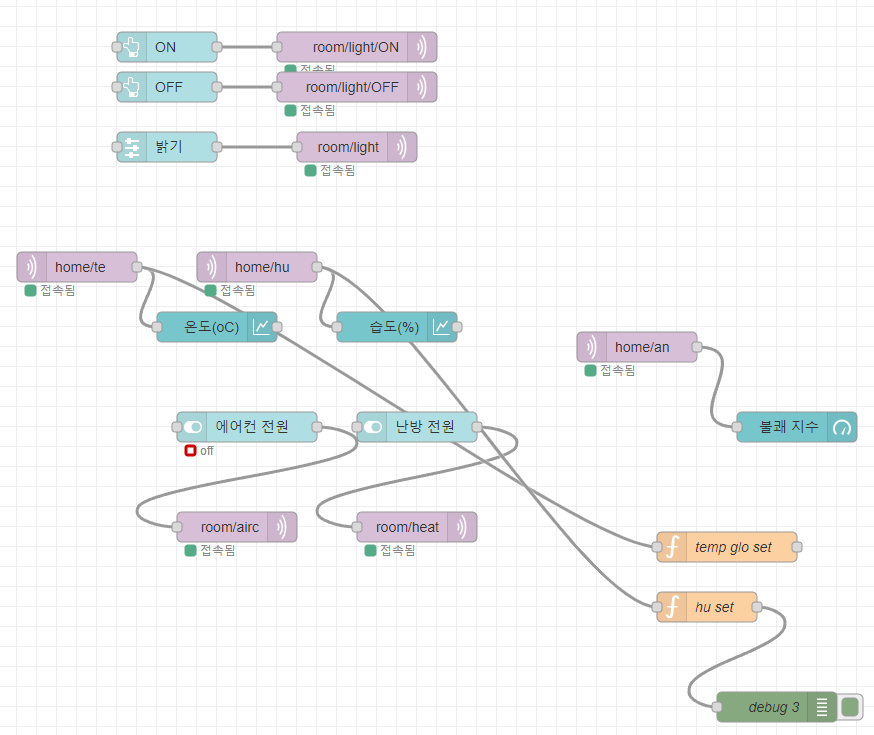 ON
room/light/ON
접속됨
OFF
room/light/OFF
접속됨
밝기
room/light
접속됨
home/te
접속됨
home/hu
접속됨
온도(oC)
습도(%)
home/an
접속됨
에어컨 전원
off
난방 전원
불쾌 지수
room/airc
접속됨
room/heat
접속됨
temp glo set
hu set
debug 3